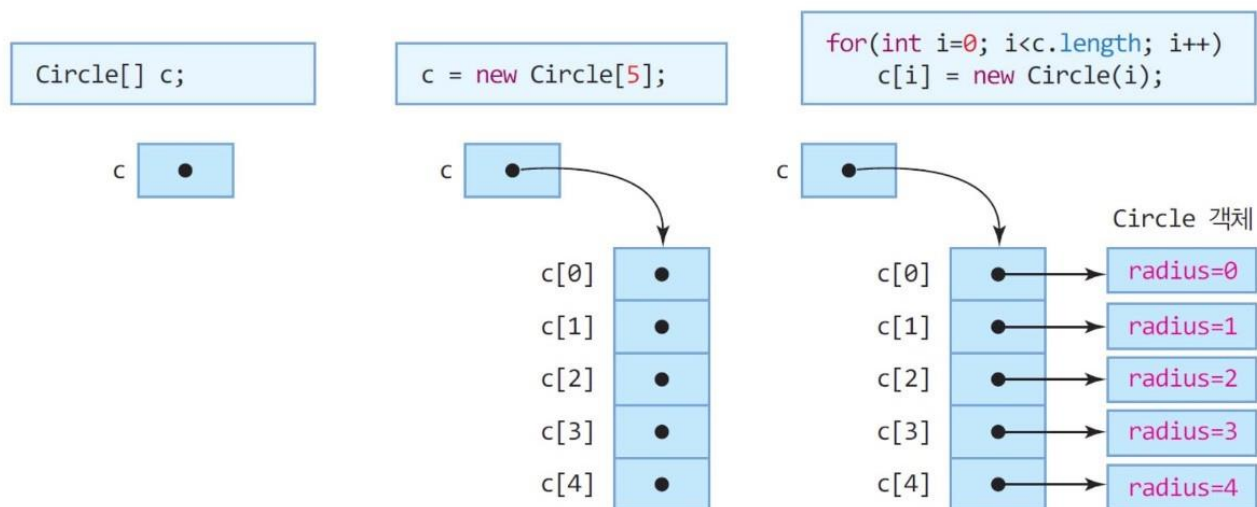 Circle[] c;
c = new Circle[5];
for(int i=0; i<c.length; i++)
c[i] = new Circle(i);
c
c
c
Circle 객체
c[0]
c[1]
c[2]
c[3]
c[4]
c[0]
c[1]
c[2]
c[3]
c[4]
radius=0
radius=1
radius=2
radius=3
radius=4